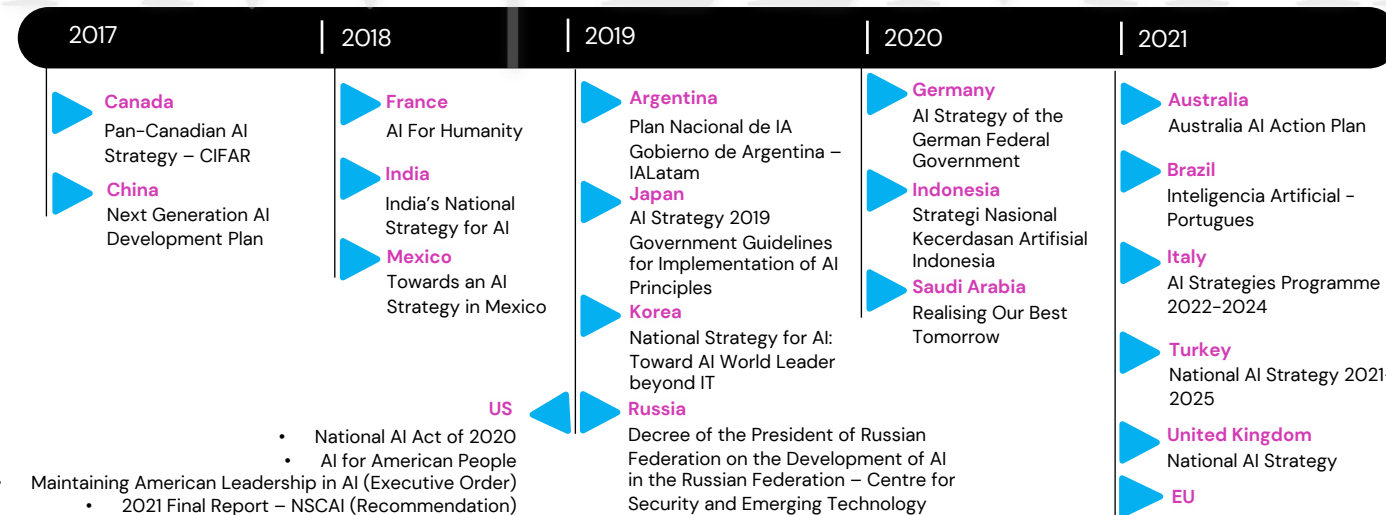 2017
2018
2019
2020
2021
Canada
Pan-Canadian AI
Strategy – CIFAR
China
Next Generation AI
Development Plan
France
AI For Humanity
India
India's National
Strategy for AI
Mexico
Towards an AI
Strategy in Mexico
US
• National AI Act of 2020
• AI for American People
• Maintaining American Leadership in AI (Executive Order)
• 2021 Final Report – NSCAI (Recommendation)
Argentina
Plan Nacional de IA
Gobierno de Argentina –
IALatam
Japan
AI Strategy 2019
Government Guidelines
for Implementation of AI
Principles
Korea
National Strategy for AI:
Toward AI World Leader
beyond IT
Russia
Decree of the President of Russian
Federation on the Development of AI
in the Russian Federation – Centre for
Security and Emerging Technology
Germany
AI Strategy of the
German Federal
Government
Indonesia
Strategi Nasional
Kecerdasan Artifisial
Indonesia
Saudi Arabia
Realising Our Best
Tomorrow
Australia
Australia AI Action Plan
Brazil
Inteligencia Artificial -
Portugues
Italy
AI Strategies Programme
2022-2024
Turkey
National AI Strategy 2021-
2025
United Kingdom
National AI Strategy
EU